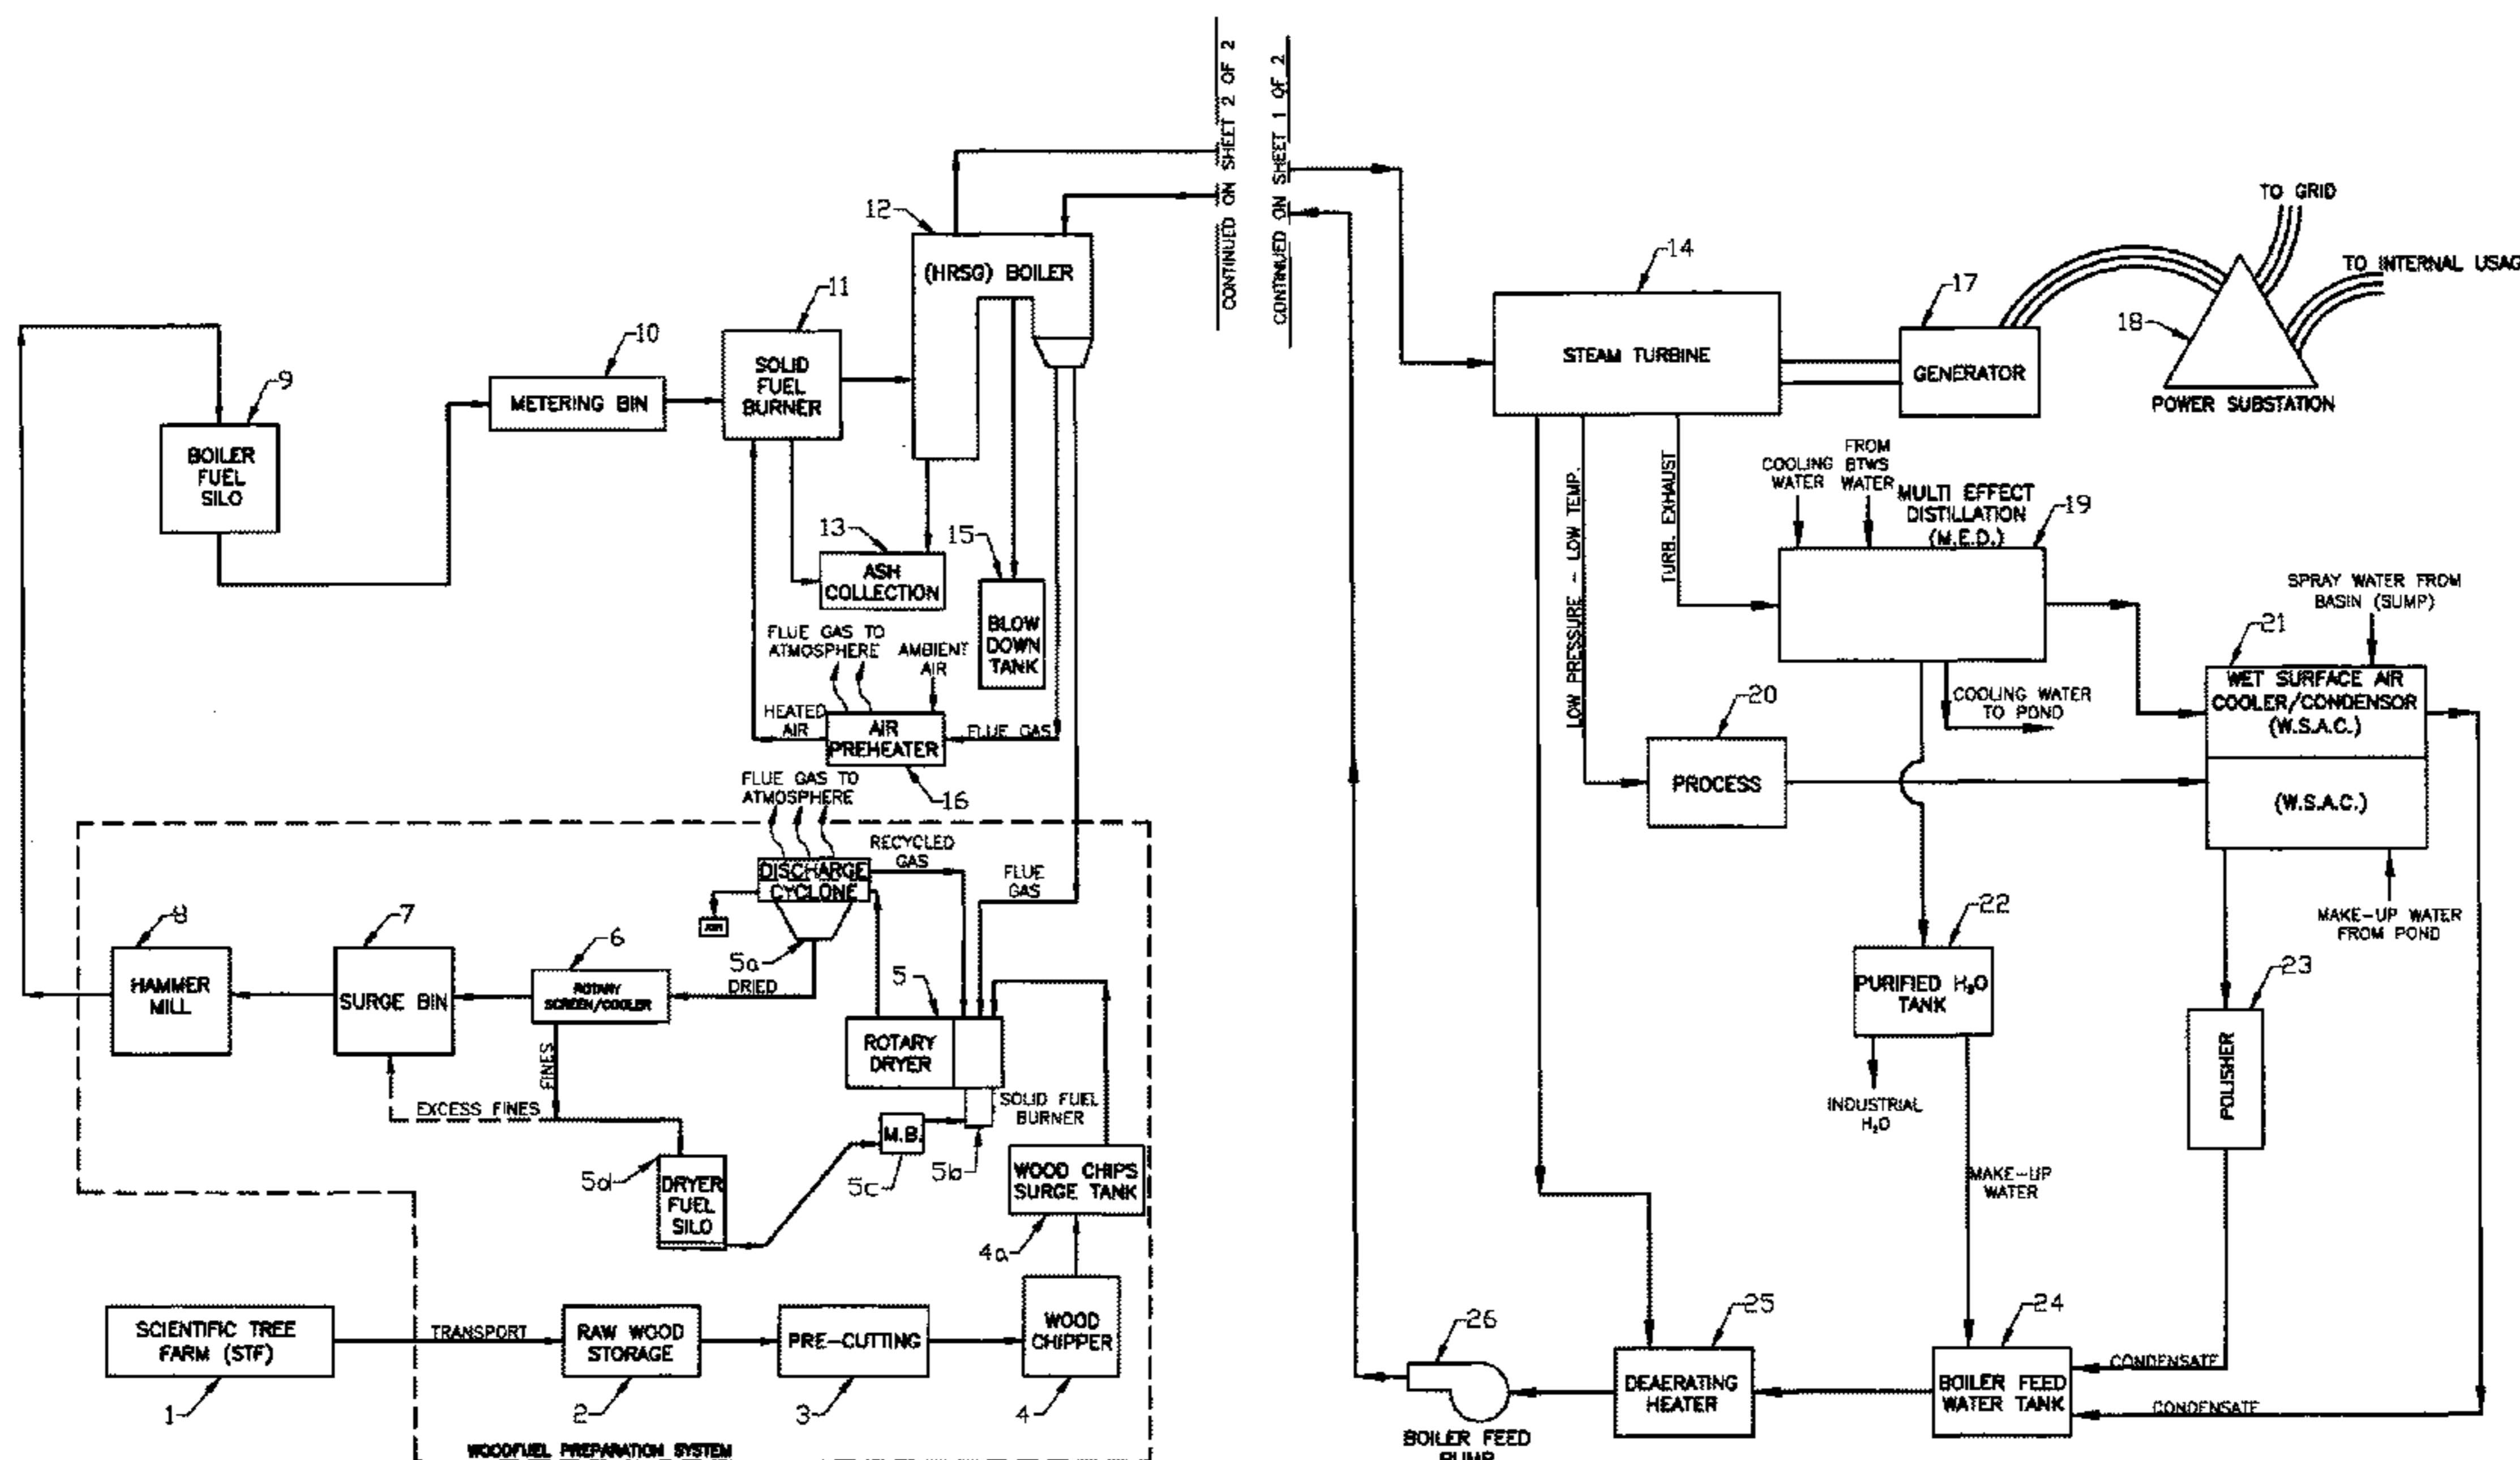 CONTINUED ON SHEET 2 OF 2
CONTINUED ON SHEET 1 OF 2
TO GRID
TO INTERNAL USAG
12
(HRSG) BOILER
14
STEAM TURBINE
17
GENERATOR
18
POWER SUBSTATION
11
SOLID
FUEL
BURNER
10
METERING BIN
9
BOILER
FUEL
SILO
13
ASH
COLLECTION
15
BLOW
DOWN
TANK
FLUE GAS TO
ATMOSPHERE
AMBIENT
AIR
HEATED
AIR
AIR
PREHEATER
FLUE GAS
16
LOW PRESSURE - LOW TEMP.
TURB. EXHAUST
COOLING
WATER
FROM
BTWS
WATER
MULTI EFFECT
DISTILLATION
(M.E.D.)
19
SPRAY WATER FROM
BASIN (SUMP)
21
WET SURFACE AIR
COOLER/CONDENSOR
(W.S.A.C.)
(W.S.A.C.)
COOLING WATER
TO POND
20
PROCESS
MAKE-UP WATER
FROM POND
FLUE GAS TO
ATMOSPHERE
RECYCLED
GAS
DISCHARGE
CYCLONE
FLUE
GAS
5a
DRIED
8
HAMMER
MILL
7
SURGE BIN
6
ROTARY
SCREEN/COOLER
5
ROTARY
DRYER
FINES
EXCESS FINES
SOLID FUEL
BURNER
M.B.
5b
5c
5d
DRYER
FUEL
SILO
WOOD CHIPS
SURGE TANK
4a
22
PURIFIED H₂O
TANK
INDUSTRIAL
H₂O
MAKE-UP
WATER
23
POLISHER
SCIENTIFIC TREE
FARM (STF)
1
TRANSPORT
RAW WOOD
STORAGE
2
PRE-CUTTING
3
WOOD
CHIPPER
4
WOODFUEL PREPARATION SYSTEM
26
BOILER FEED
PUMP
25
DEAERATING
HEATER
24
BOILER FEED
WATER TANK
CONDENSATE
CONDENSATE